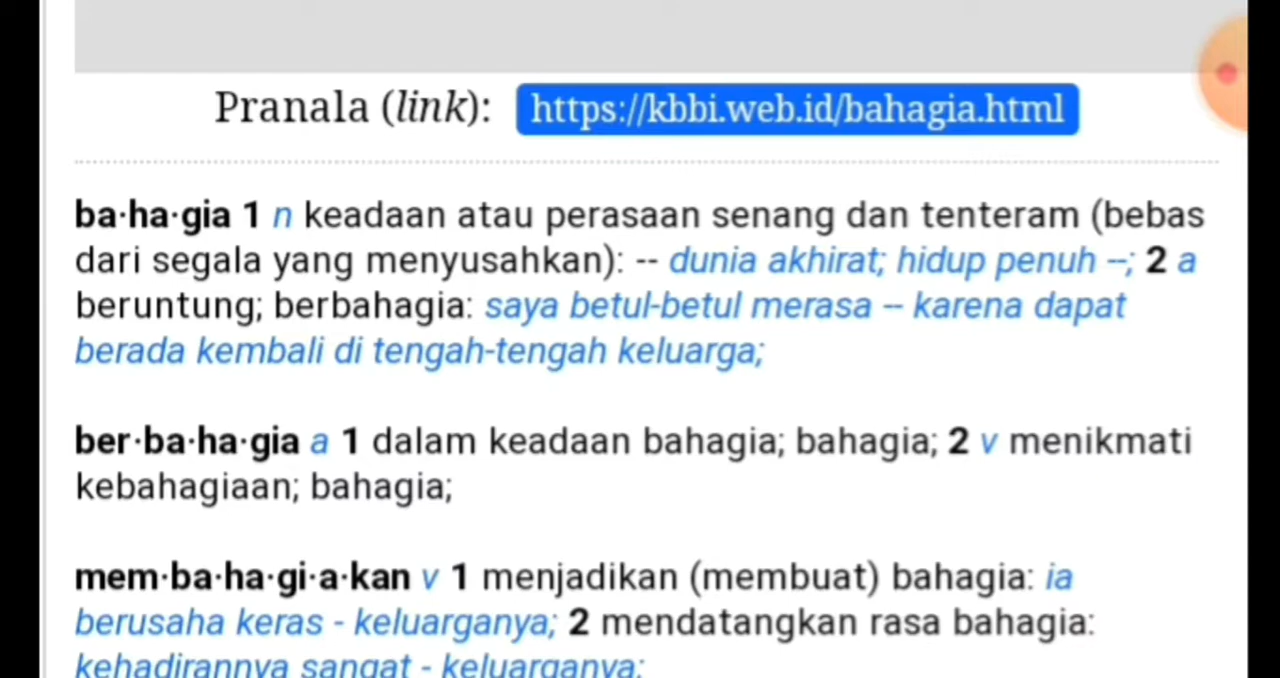 Pranala (link): https://kbbi.web.id/bahagia.html
ba·ha·gia 1 n keadaan atau perasaan senang dan tenteram (bebas
dari segala yang menyusahkan): -- dunia akhirat; hidup penuh --; 2 a
beruntung; berbahagia: saya betul-betul merasa -- karena dapat
berada kembali di tengah-tengah keluarga;
ber·ba·ha·gia a 1 dalam keadaan bahagia; bahagia; 2 v menikmati
kebahagiaan; bahagia;
mem·ba·ha·gi·a·kan v 1 menjadikan (membuat) bahagia: ia
berusaha keras - keluarganya; 2 mendatangkan rasa bahagia:
kehadirannya sangat - keluarganya;